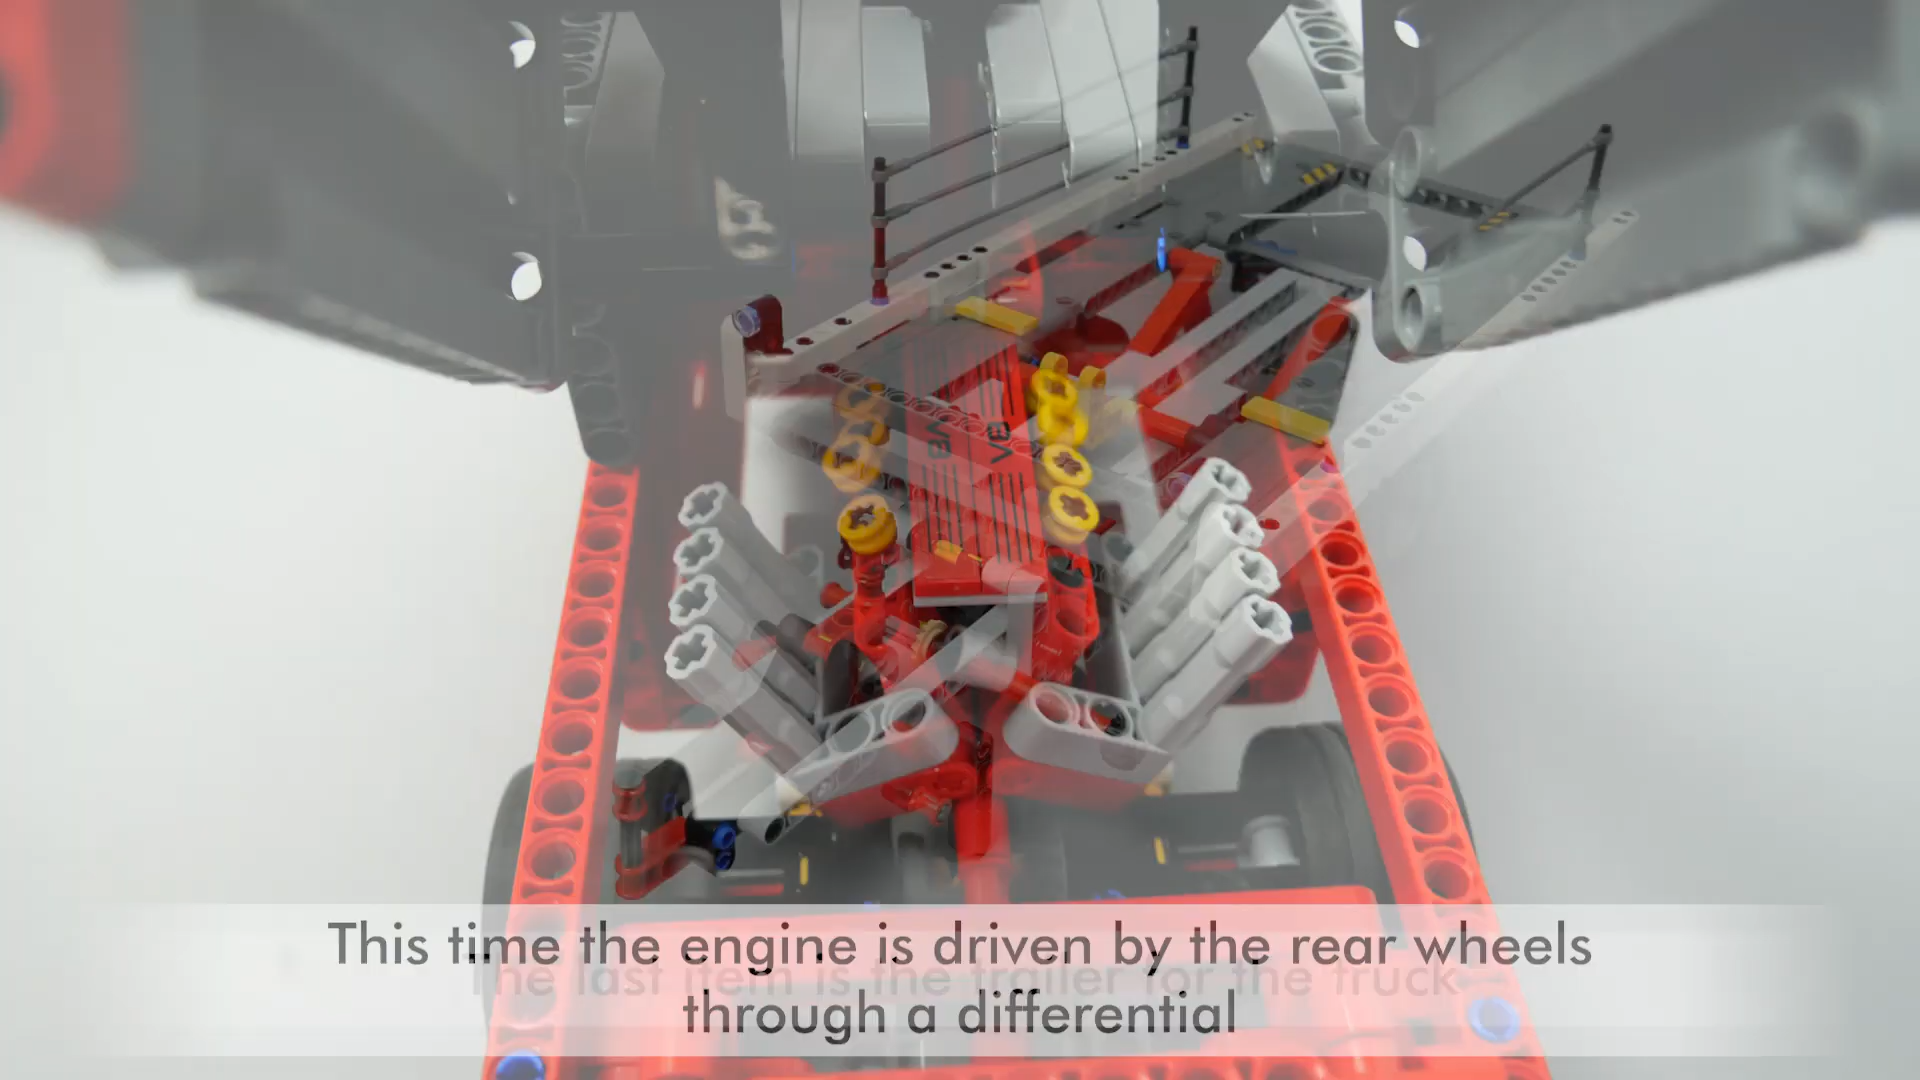 V8
V8
This time the engine is driven by the rear wheels
The last item is the trailer for the truck
through a differential